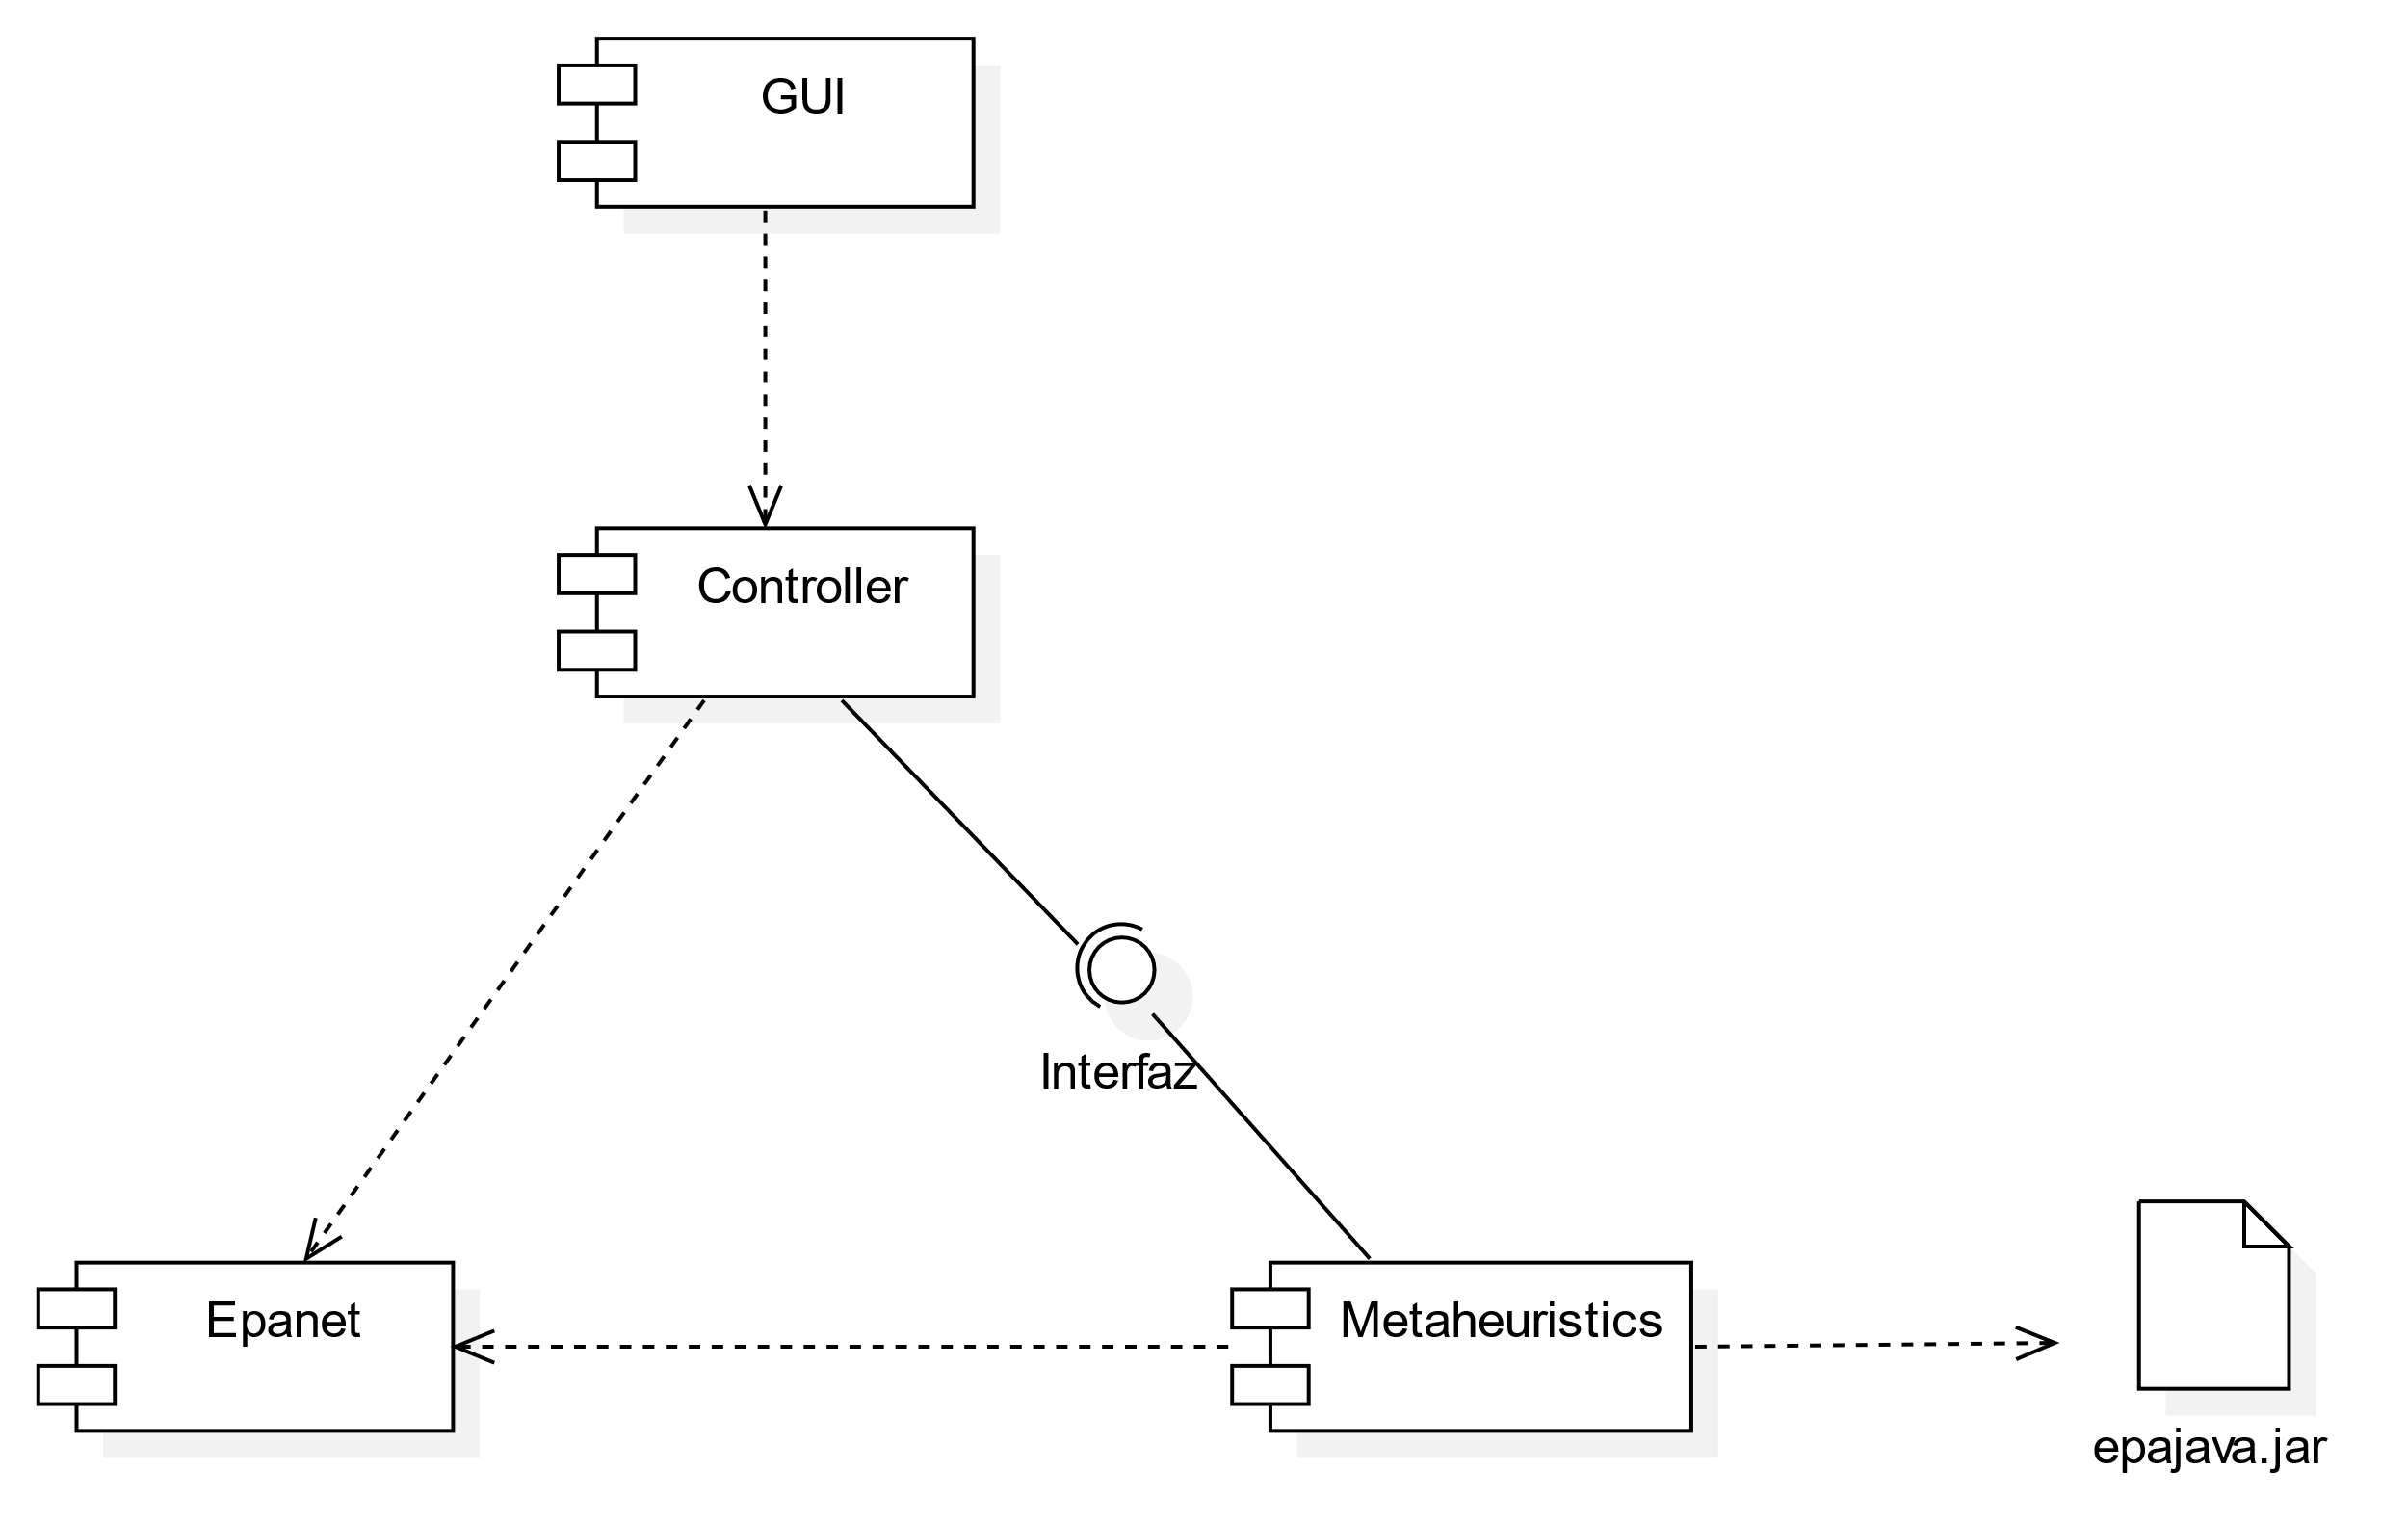 GUI
Controller
Interfaz
Epanet
Metaheuristics
epajava.jar